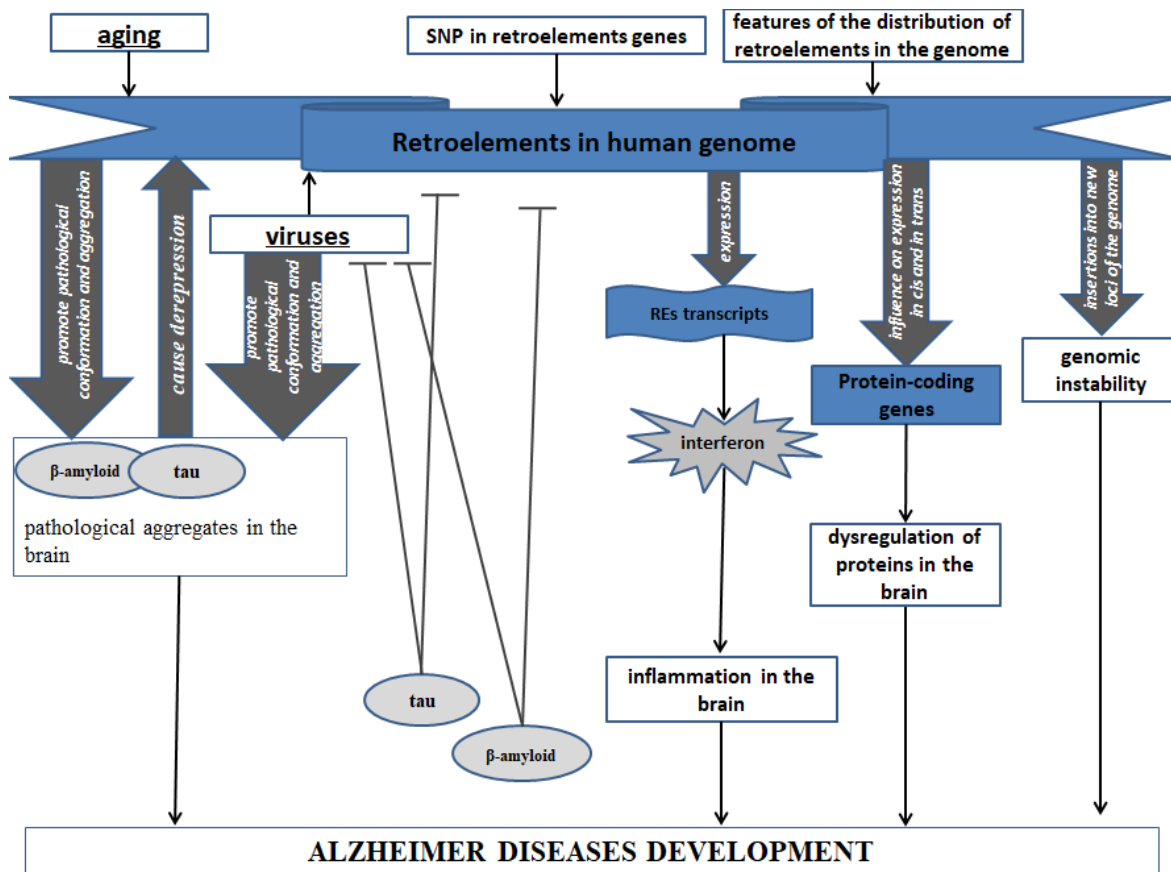 aging
SNP in retroelements genes
features of the distribution of
retroelements in the genome
Retroelements in human genome
promote pathological
conformation and aggregation
cause derepression
viruses
promote
pathological
conformation and
aggregation
expression
influence on expression
in cis and in trans
insertions into new
loci of the genome
REs transcripts
Protein-coding
genes
genomic
instability
interferon
β-amyloid
tau
pathological aggregates in the
brain
dysregulation of
proteins in the
brain
inflammation in the
brain
tau
β-amyloid
ALZHEIMER DISEASES DEVELOPMENT